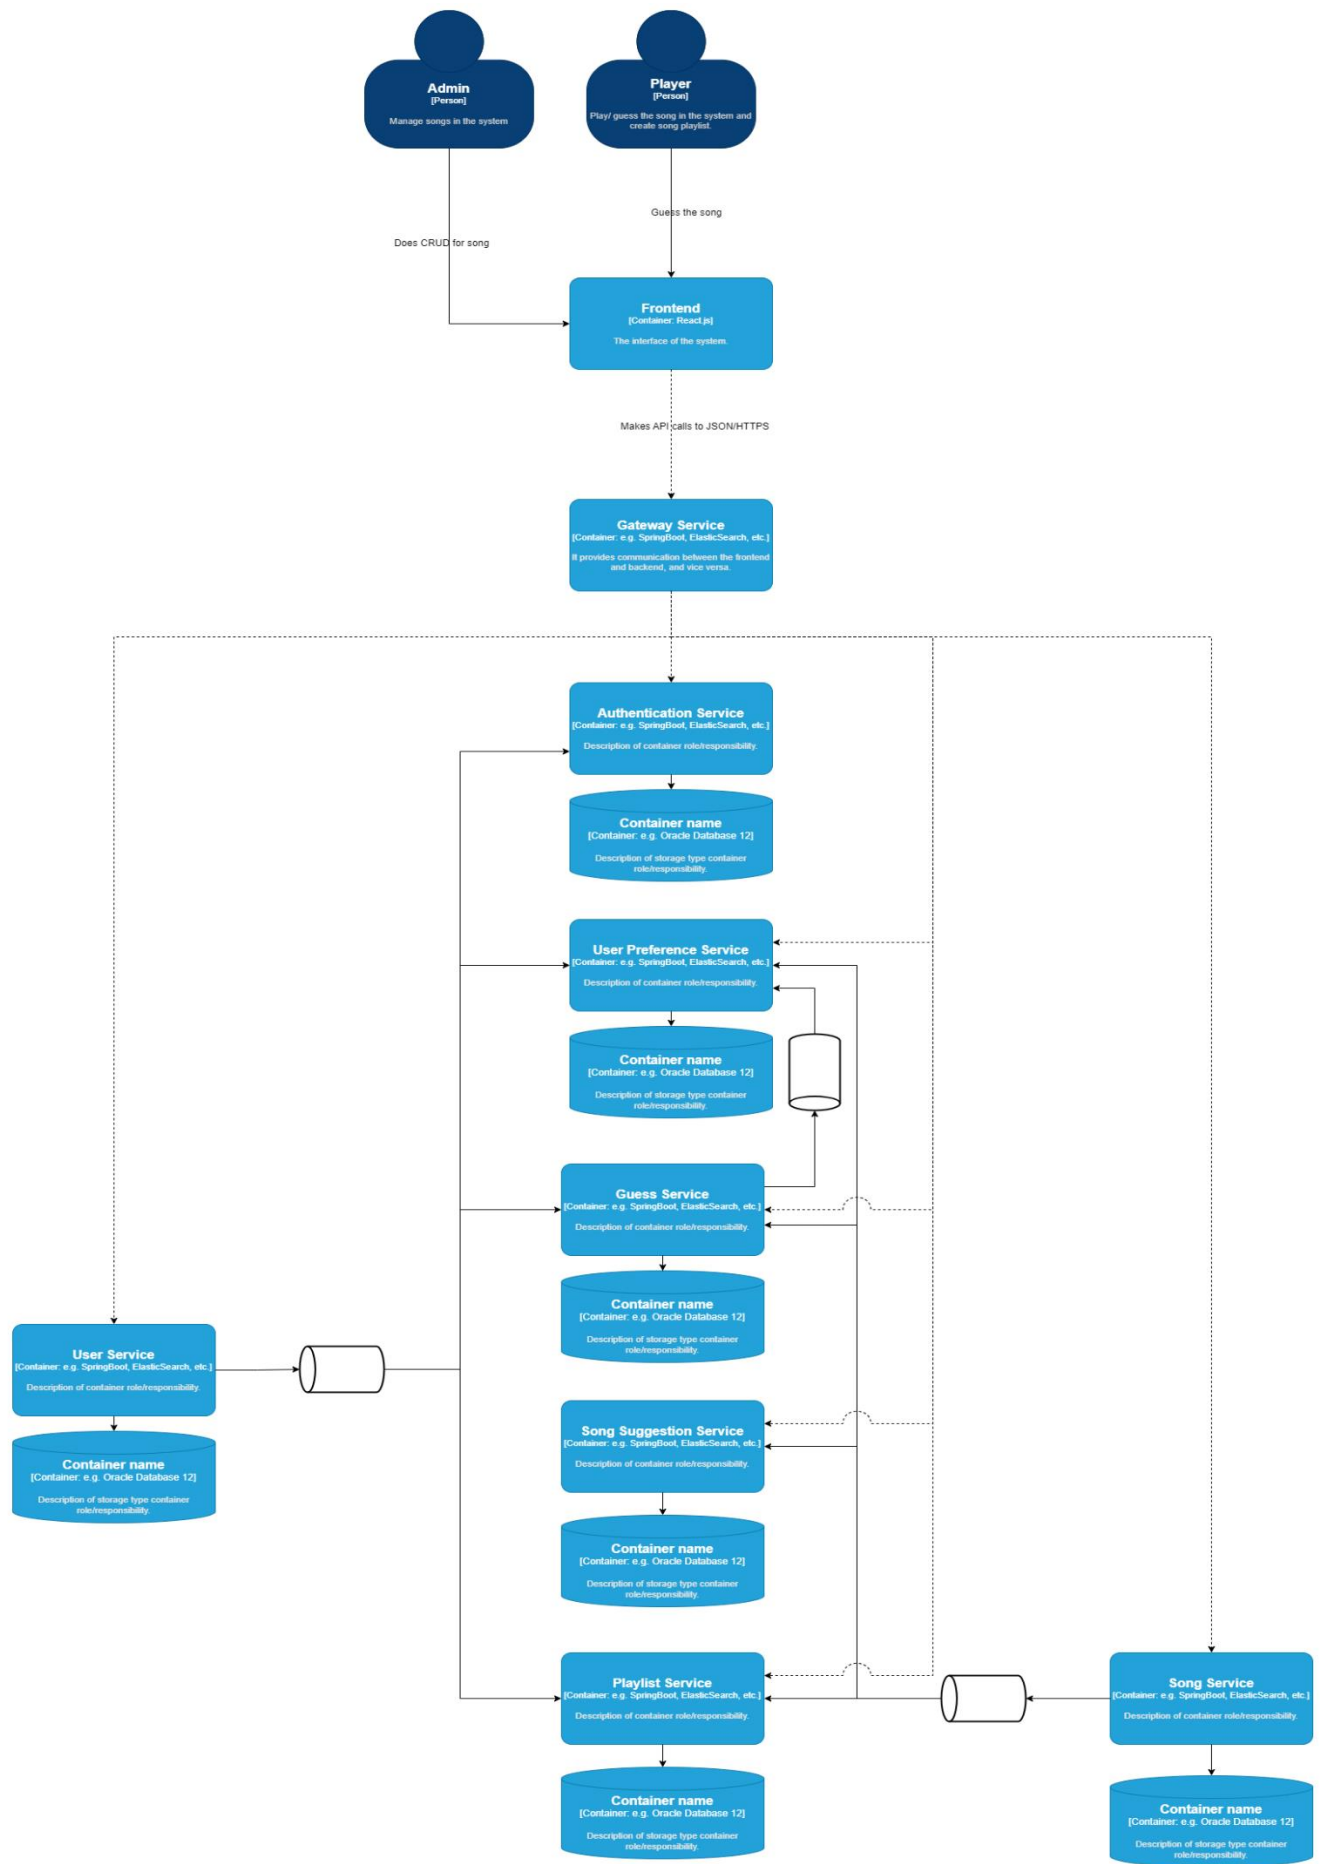 Admin
[Person]
Manage songs in the system
Player
[Person]
Play/ guess the song in the system and
create song playlist.
Guess the song
Does CRUD for song
Frontend
[Container: React.js]
The interface of the system.
Makes API calls to JSON/HTTPS
Gateway Service
[Container: e.g. SpringBoot, ElasticSearch, etc.]
It provides communication between the frontend
and backend, and vice versa.
Authentication Service
[Container: e.g. SpringBoot, ElasticSearch, etc.]
Description of container role/responsibility.
Container name
[Container: e.g. Oracle Database 12]
Description of storage type container
role/responsibility.
User Preference Service
[Container: e.g. SpringBoot, ElasticSearch, etc.]
Description of container role/responsibility.
Container name
[Container: e.g. Oracle Database 12]
Description of storage type container
role/responsibility.
Guess Service
[Container: e.g. SpringBoot, ElasticSearch, etc.]
Description of container role/responsibility.
Container name
[Container: e.g. Oracle Database 12]
Description of storage type container
role/responsibility.
User Service
[Container: e.g. SpringBoot, ElasticSearch, etc.]
Description of container role/responsibility.
Container name
[Container: e.g. Oracle Database 12]
Description of storage type container
role/responsibility.
Song Suggestion Service
[Container: e.g. SpringBoot, ElasticSearch, etc.]
Description of container role/responsibility.
Container name
[Container: e.g. Oracle Database 12]
Description of storage type container
role/responsibility.
Playlist Service
[Container: e.g. SpringBoot, ElasticSearch, etc.]
Description of container role/responsibility.
Container name
[Container: e.g. Oracle Database 12]
Description of storage type container
role/responsibility.
Song Service
[Container: e.g. SpringBoot, ElasticSearch, etc.]
Description of container role/responsibility.
Container name
[Container: e.g. Oracle Database 12]
Description of storage type container
role/responsibility.